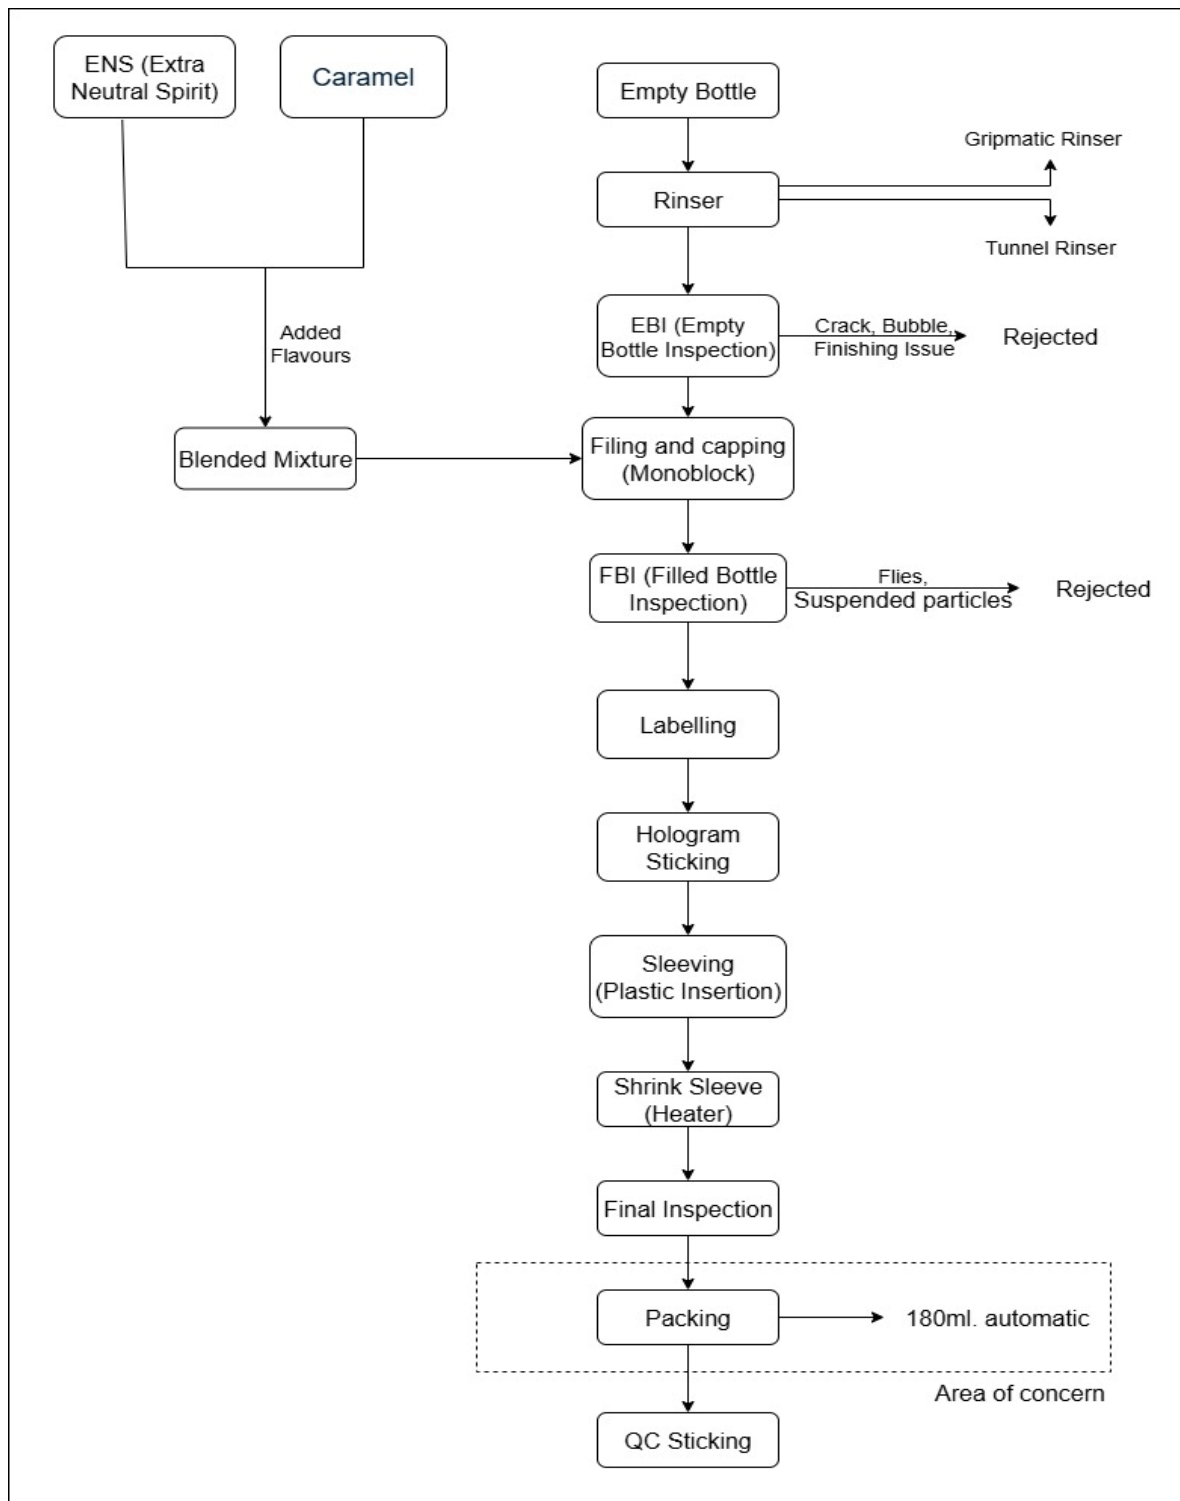 ENS (Extra
Neutral Spirit)
Caramel
Empty Bottle
Gripmatic Rinser
Rinser
Tunnel Rinser
EBI (Empty
Bottle Inspection)
Crack, Bubble,
Finishing Issue
Rejected
Added
Flavours
Blended Mixture
Filing and capping
(Monoblock)
FBI (Filled Bottle
Inspection)
Flies,
Suspended particles
Rejected
Labelling
Hologram
Sticking
Sleeving
(Plastic Insertion)
Shrink Sleeve
(Heater)
Final Inspection
Packing
180ml. automatic
Area of concern
QC Sticking